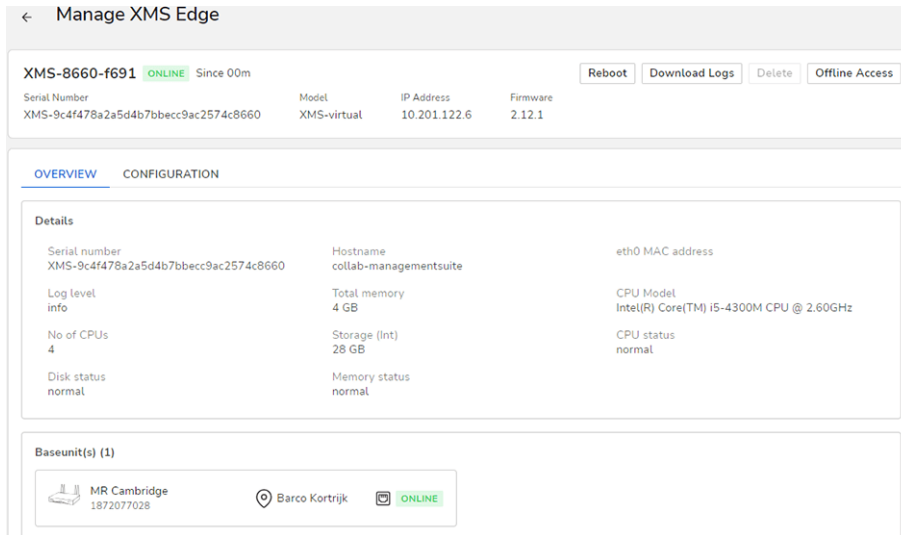 Manage XMS Edge
XMS-8660-f691 ONLINE Since 00m Reboot Download Logs Delete Offline Access
Serial Number Model IP Address Firmware
XMS-9c4f478a2a5d4b7bbecc9ac2574c8660 XMS-virtual 10.201.122.6 2.12.1
OVERVIEW CONFIGURATION
Details
Serial number Hostname eth0 MAC address
XMS-9c4f478a2a5d4b7bbecc9ac2574c8660 collab-managementsuite
Log level Total memory CPU Model
info 4 GB Intel(R) Core(TM) i5-4300M CPU @ 2.60GHz
No of CPUs Storage (Int) CPU status
4 28 GB normal
Disk status Memory status
normal normal
Baseunit(s) (1)
MR Cambridge Barco Kortrijk ONLINE
1872077028